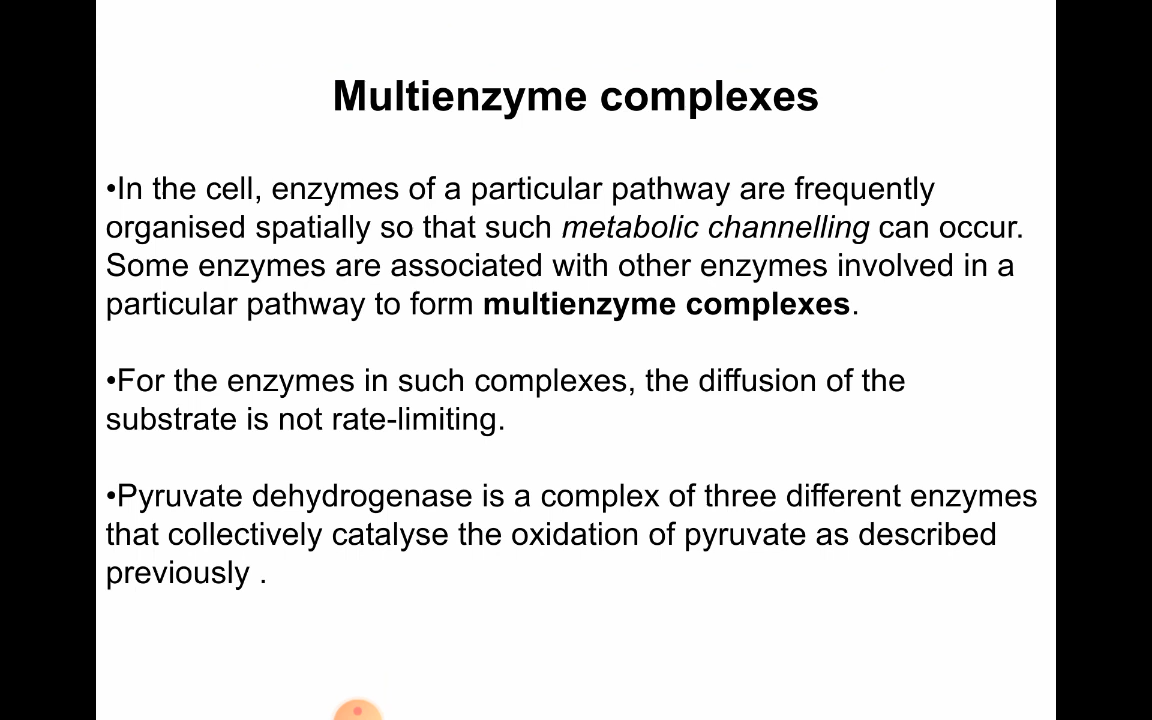 Multienzyme complexes
•In the cell, enzymes of a particular pathway are frequently
organised spatially so that such metabolic channelling can occur.
Some enzymes are associated with other enzymes involved in a
particular pathway to form multienzyme complexes.
•For the enzymes in such complexes, the diffusion of the
substrate is not rate-limiting.
•Pyruvate dehydrogenase is a complex of three different enzymes
that collectively catalyse the oxidation of pyruvate as described
previously .